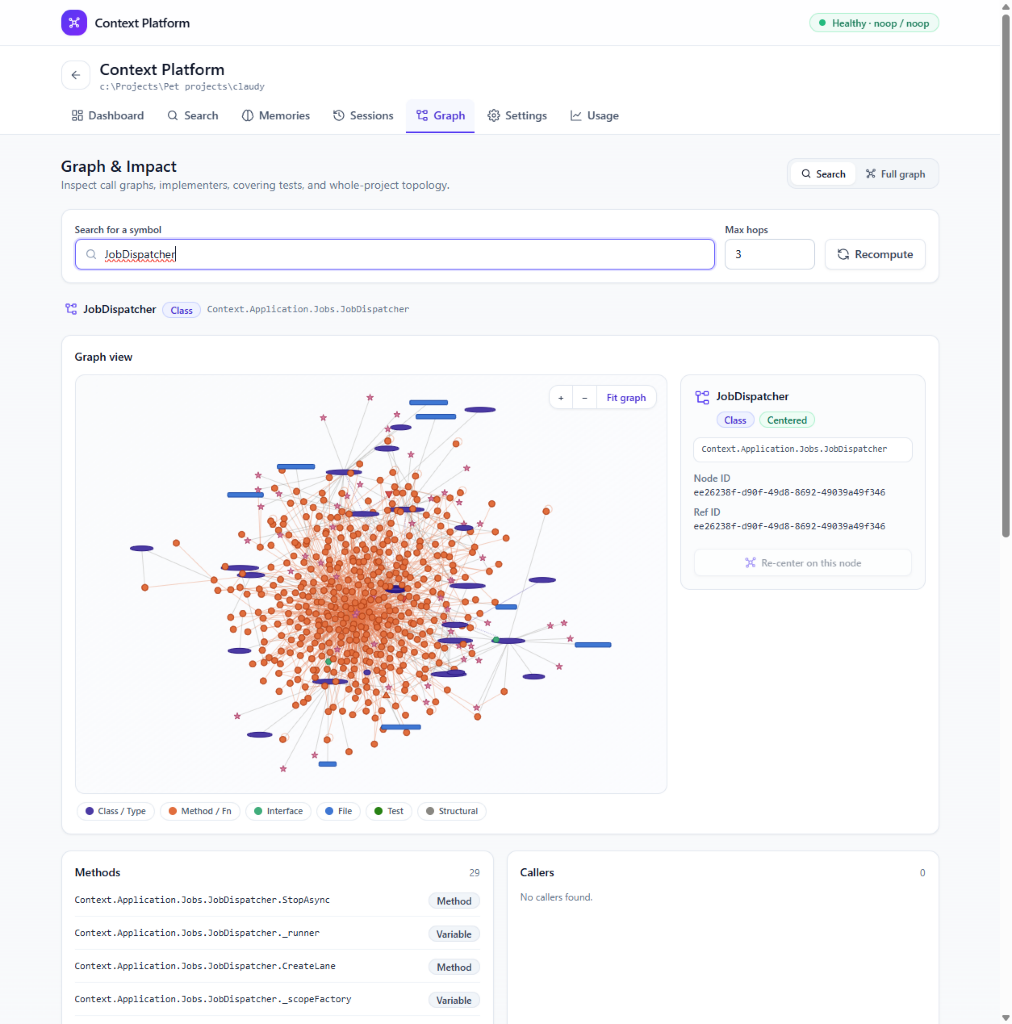 Context Platform
Healthy · noop / noop
Context Platform
c:\Projects\Pet projects\claudy
Dashboard
Search
Memories
Sessions
Graph
Settings
Usage
Graph & Impact
Inspect call graphs, implementers, covering tests, and whole-project topology.
Search
Full graph
Search for a symbol
Max hops
JobDispatcher
3
Recompute
JobDispatcher
Class
Context.Application.Jobs.JobDispatcher
Graph view
+
−
Fit graph
JobDispatcher
Class
Centered
Context.Application.Jobs.JobDispatcher
Node ID
ee26238f-d90f-49d8-8692-49039a49f346
Ref ID
ee26238f-d90f-49d8-8692-49039a49f346
Re-center on this node
Class / Type
Method / Fn
Interface
File
Test
Structural
Methods
29
Context.Application.Jobs.JobDispatcher.StopAsync
Method
Context.Application.Jobs.JobDispatcher._runner
Variable
Context.Application.Jobs.JobDispatcher.CreateLane
Method
Context.Application.Jobs.JobDispatcher._scopeFactory
Variable
Callers
0
No callers found.